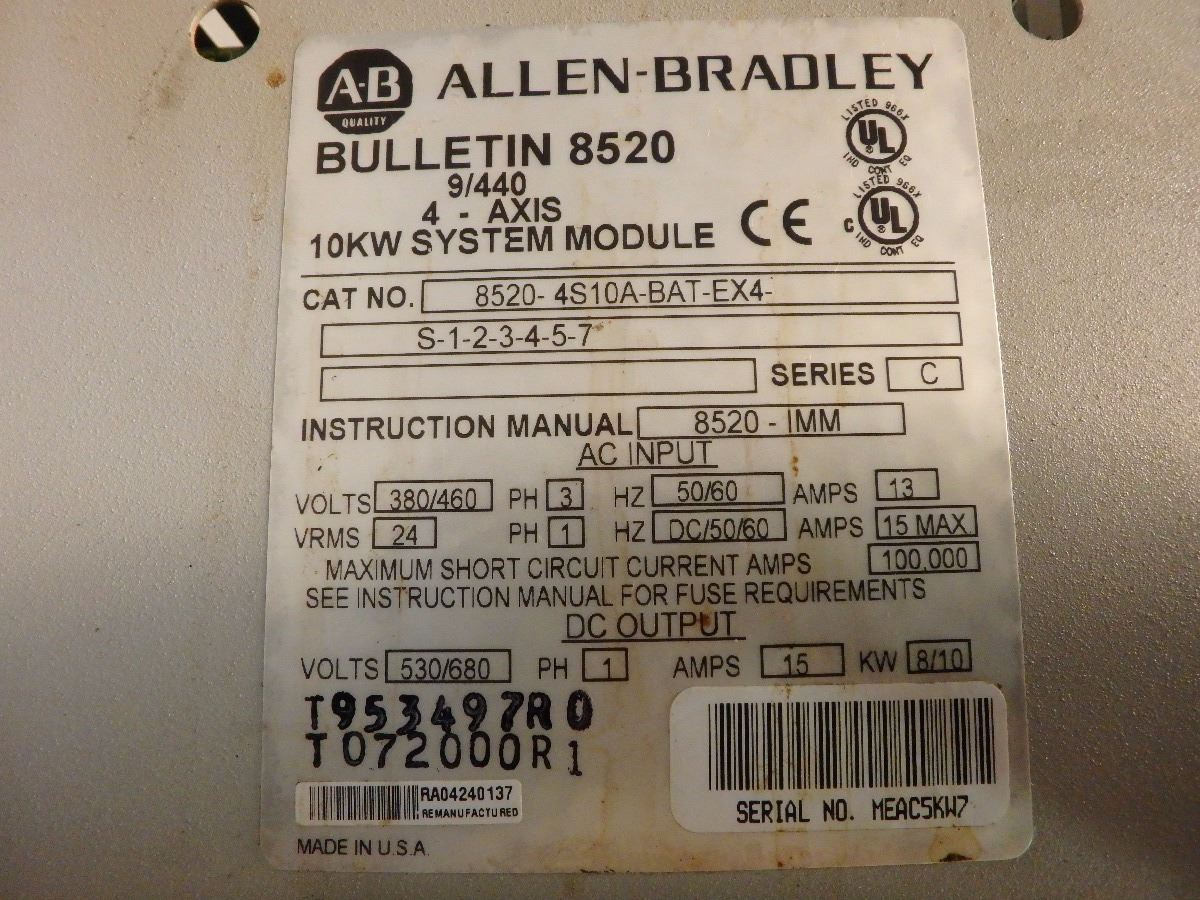 A-B ALLEN-BRADLEY
QUALITY
BULLETIN 8520
9/440
4 - AXIS
10KW SYSTEM MODULE CE
LISTED 966X
UL ®
IND CONT EQ
LISTED 966X
C UL ®
IND CONT EQ
CAT NO. 8520- 4S10A-BAT-EX4-
S-1-2-3-4-5-7
SERIES C
INSTRUCTION MANUAL 8520 - IMM
AC INPUT
VOLTS 380/460 PH 3 HZ 50/60 AMPS 13
VRMS 24 PH 1 HZ DC/50/60 AMPS 15 MAX
MAXIMUM SHORT CIRCUIT CURRENT AMPS 100,000
SEE INSTRUCTION MANUAL FOR FUSE REQUIREMENTS
DC OUTPUT
VOLTS 530/680 PH 1 AMPS 15 KW 8/10
T953497R0
T072000R1
RA04240137
REMANUFACTURED
SERIAL NO. MEAC5KW7
MADE IN U.S.A.